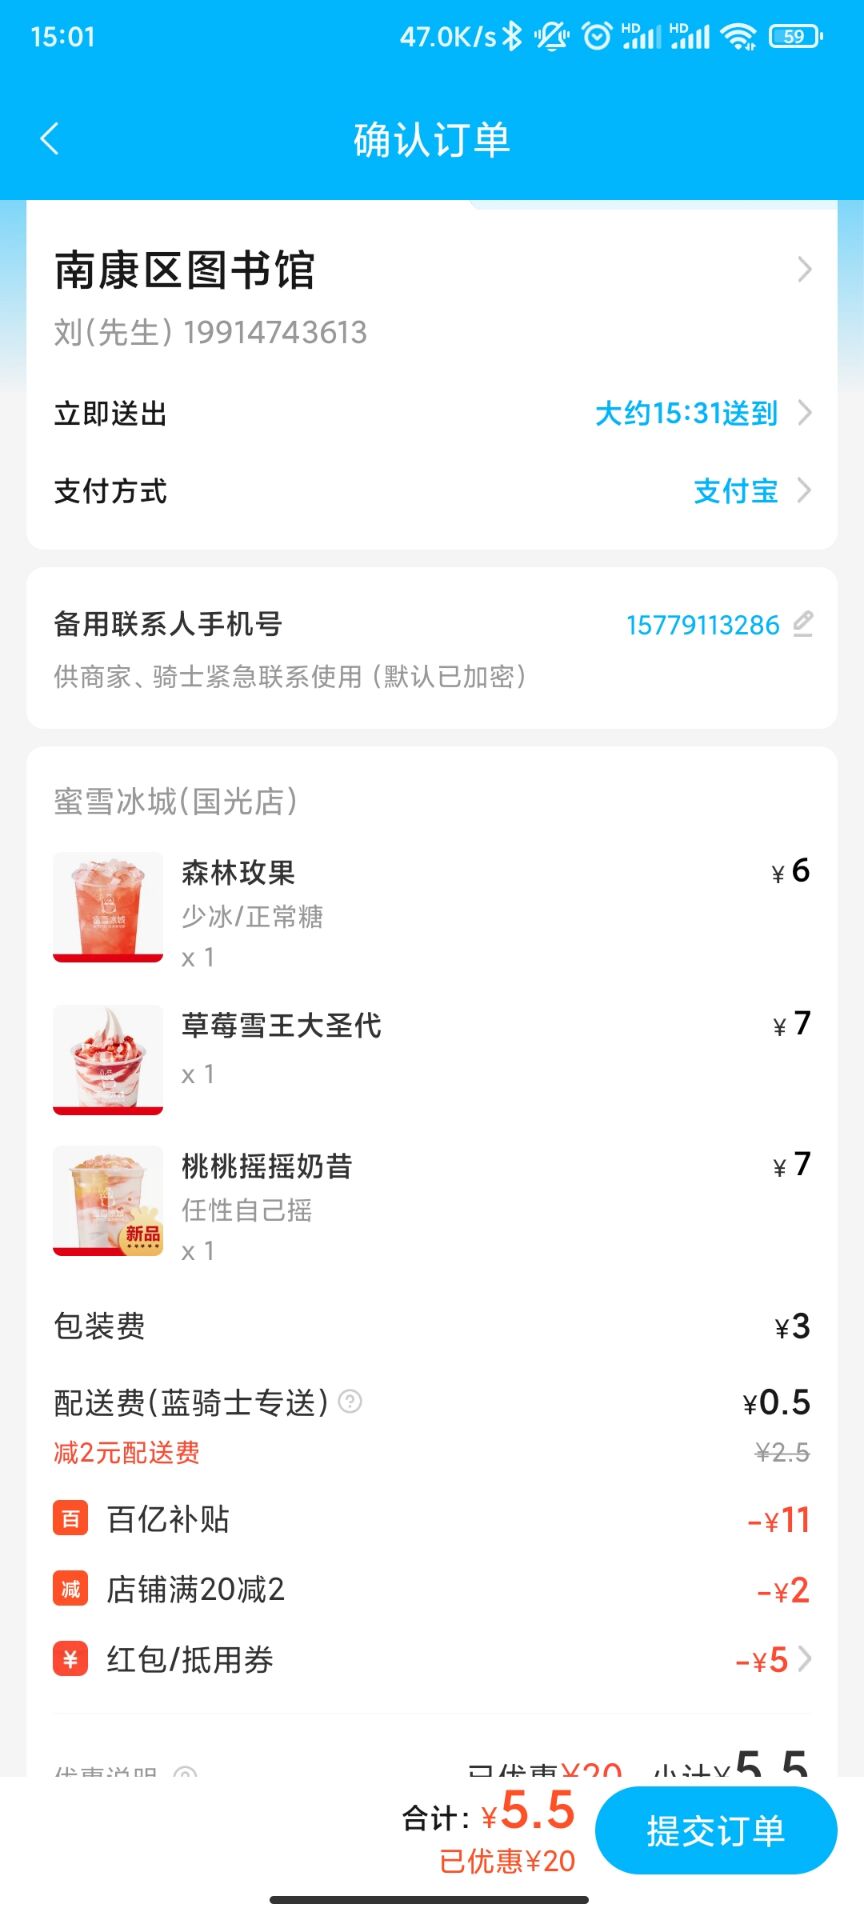 15:01
47.0K/s
HD
HD
59
确认订单
南康区图书馆
刘(先生) 19914743613
立即送出
大约15:31送到
支付方式
支付宝
备用联系人手机号
15779113286
供商家、骑士紧急联系使用（默认已加密）
蜜雪冰城(国光店)
森林玫果
¥6
少冰/正常糖
x 1
草莓雪王大圣代
¥7
x 1
桃桃摇摇奶昔
¥7
任性自己摇
新品
x 1
包装费
¥3
配送费(蓝骑士专送)
¥0.5
减2元配送费
¥2.5
百 百亿补贴
-¥11
减 店铺满20减2
-¥2
¥ 红包/抵用券
-¥5
优惠说明
已优惠¥20 小计¥5.5
合计: ¥5.5
已优惠¥20
提交订单